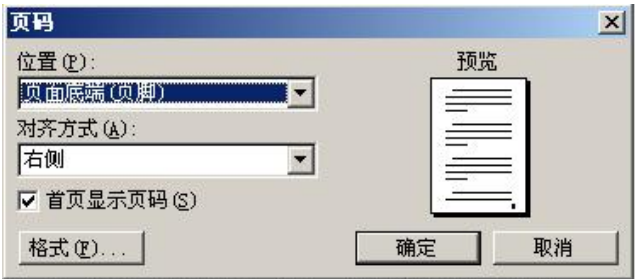 页码
位置(P):
预览
页面底端(页脚)
对齐方式(A):
右侧
首页显示页码(S)
格式(F)...
确定
取消